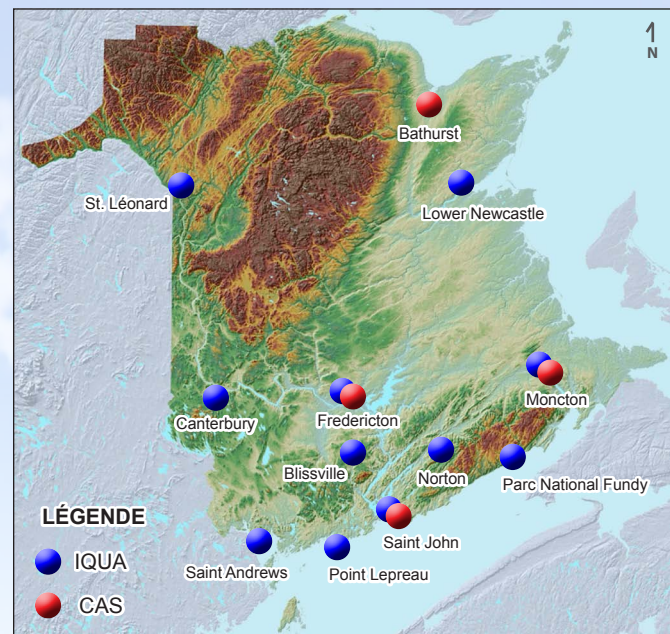 N
Bathurst
St. Léonard
Lower Newcastle
Moncton
Canterbury
Fredericton
Blissville
Norton
Parc National Fundy
LÉGENDE
Saint John
IQUA
Saint Andrews
Point Lepreau
CAS